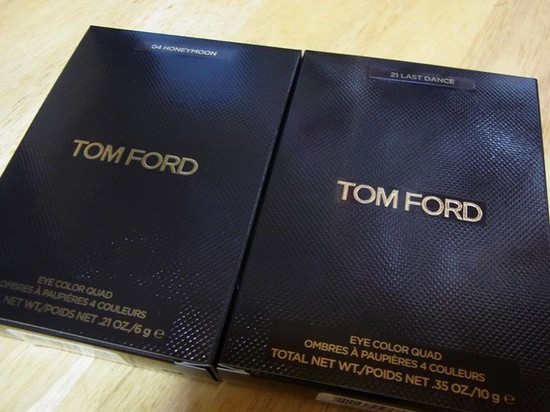 04 HONEYMOON
TOM FORD
EYE COLOR QUAD
OMBRES À PAUPIÈRES 4 COULEURS
NET WT./POIDS NET .21 OZ./6 g e
21 LAST DANCE
TOM FORD
EYE COLOR QUAD
OMBRES À PAUPIÈRES 4 COULEURS
TOTAL NET WT./POIDS NET .35 OZ./10 g e